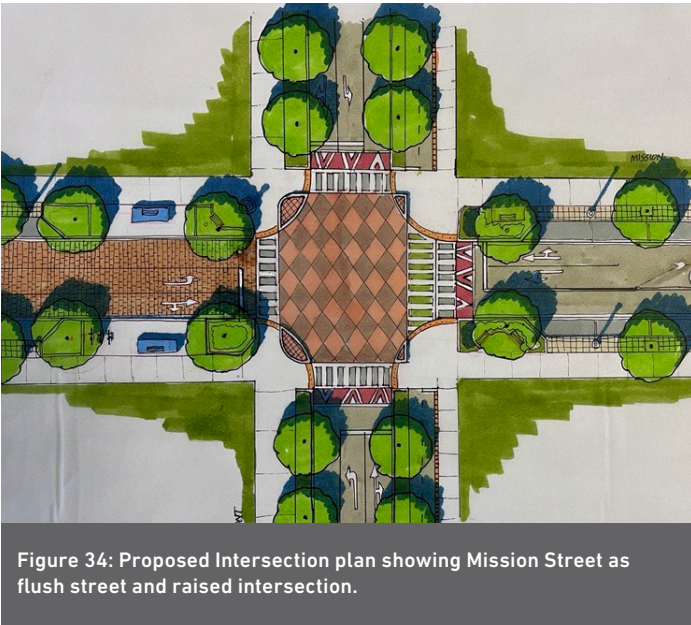 MISSION
Figure 34: Proposed Intersection plan showing Mission Street as
flush street and raised intersection.